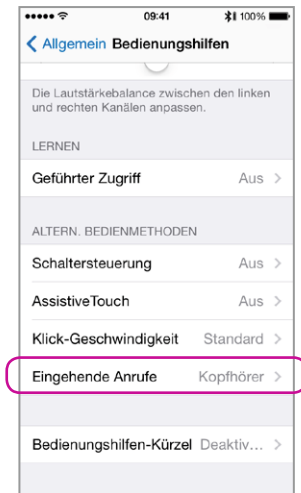 09:41 100%
Allgemein Bedienungshilfen
Die Lautstärkebalance zwischen den linken
und rechten Kanälen anpassen.
LERNEN
Geführter Zugriff Aus
ALTERN. BEDIENMETHODEN
Schaltersteuerung Aus
AssistiveTouch Aus
Klick-Geschwindigkeit Standard
Eingehende Anrufe Kopfhörer
Bedienungshilfen-Kürzel Deaktiv...